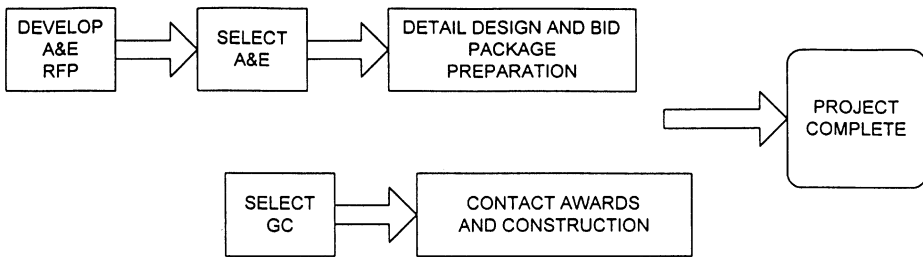 DEVELOP
A&E
RFP
SELECT
A&E
DETAIL DESIGN AND BID
PACKAGE
PREPARATION
PROJECT
COMPLETE
SELECT
GC
CONTACT AWARDS
AND CONSTRUCTION